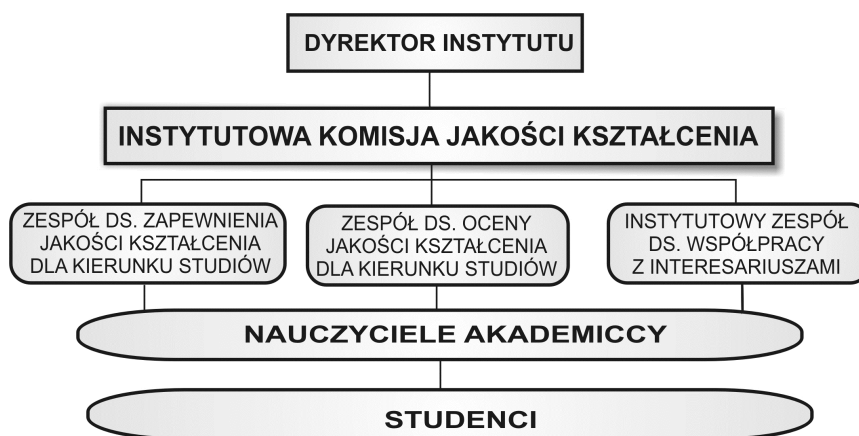 DYREKTOR INSTYTUTU
INSTYTUTOWA KOMISJA JAKOŚCI KSZTAŁCENIA
ZESPÓŁ DS. ZAPEWNIENIA
JAKOŚCI KSZTAŁCENIA
DLA KIERUNKU STUDIÓW
ZESPÓŁ DS. OCENY
JAKOŚCI KSZTAŁCENIA
DLA KIERUNKU STUDIÓW
INSTYTUTOWY ZESPÓŁ
DS. WSPÓŁPRACY
Z INTERESARIUSZAMI
NAUCZYCIELE AKADEMICCY
STUDENCI